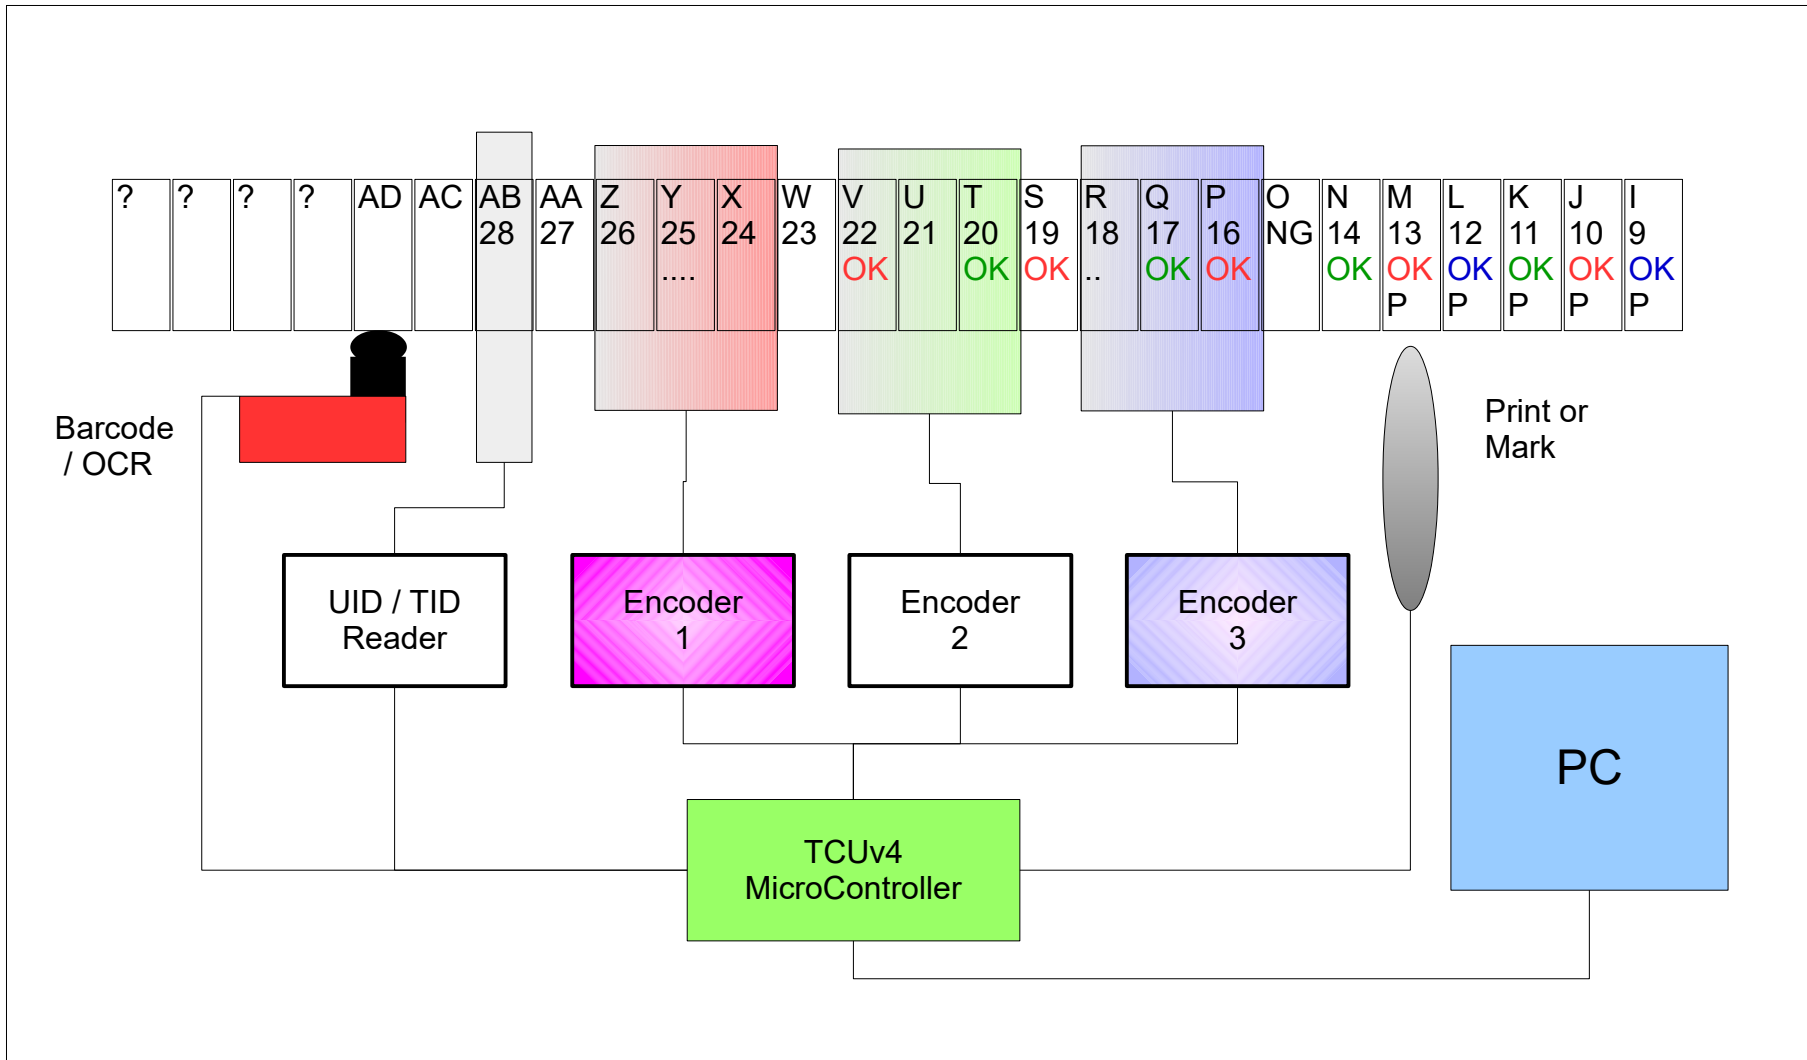 ? ? ? ? AD AC AB AA Z Y X W V U T S R Q P O N M L K J I
28 27 26 25 24 23 22 21 20 19 18 17 16 NG 14 13 12 11 10 9
.... OK OK OK .. OK OK OK OK OK OK OK OK
P P P P P
Barcode
/ OCR
Print or
Mark
UID / TID
Reader
Encoder
1
Encoder
2
Encoder
3
PC
TCUv4
MicroController